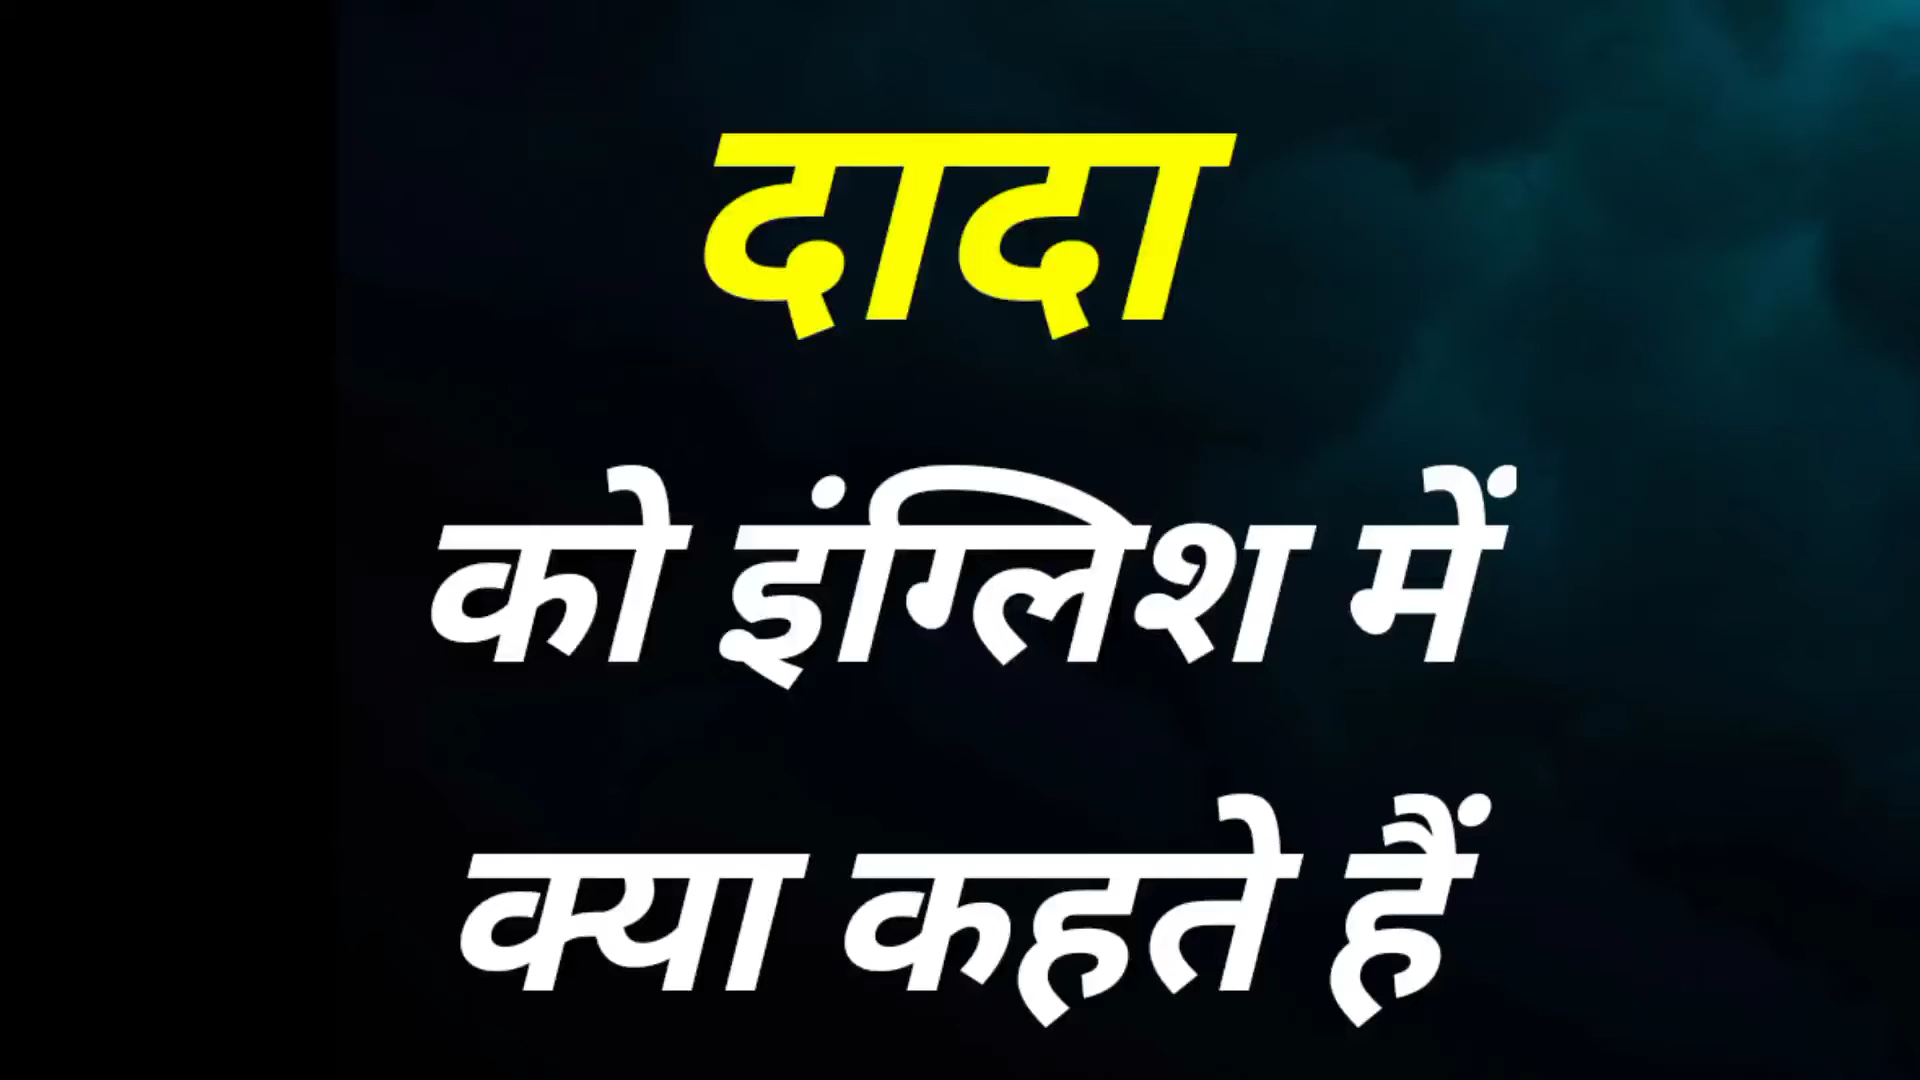 दादा
को इंग्लिश में
क्या कहते हैं